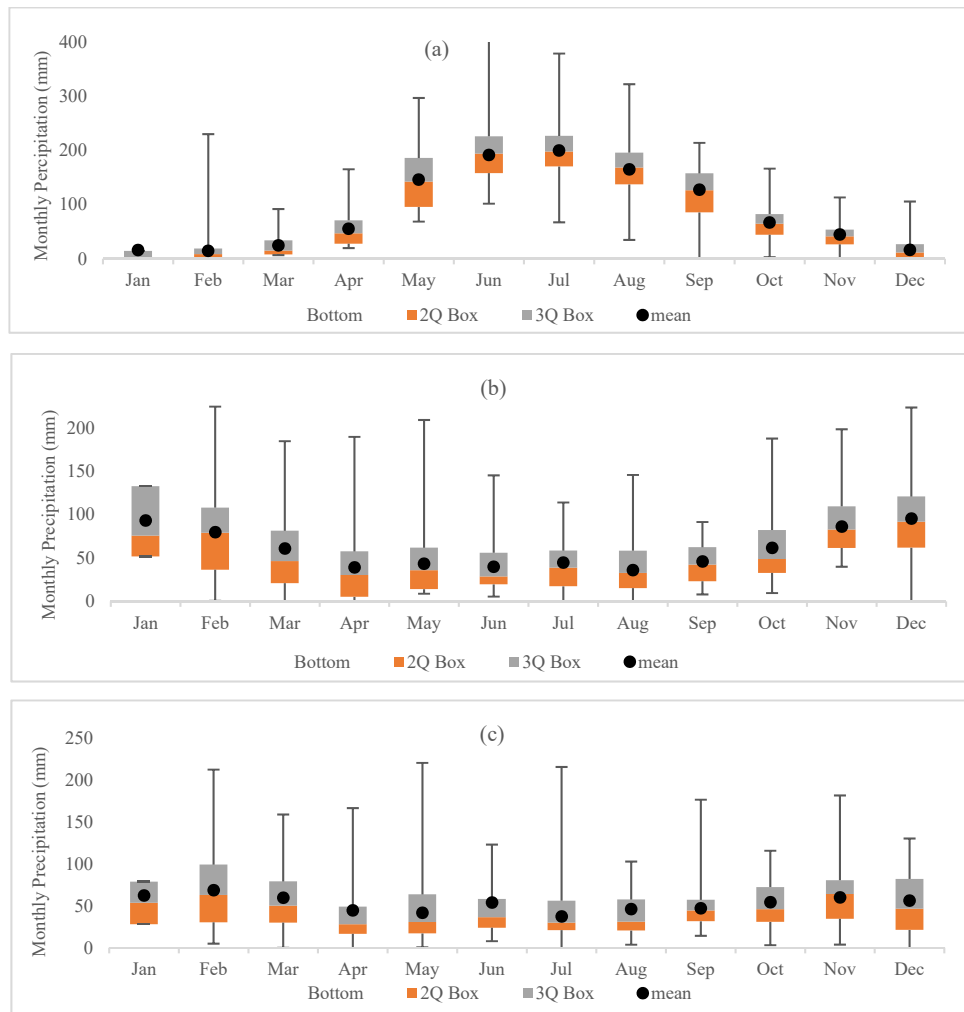 (a)
Monthly Percipitation (mm)
400
300
200
100
0
Jan Feb Mar Apr May Jun Jul Aug Sep Oct Nov Dec
Bottom 2Q Box 3Q Box mean
(b)
Monthly Precipitation (mm)
200
150
100
50
0
Jan Feb Mar Apr May Jun Jul Aug Sep Oct Nov Dec
Bottom 2Q Box 3Q Box mean
(c)
Monthly Precipitation (mm)
250
200
150
100
50
0
Jan Feb Mar Apr May Jun Jul Aug Sep Oct Nov Dec
Bottom 2Q Box 3Q Box mean